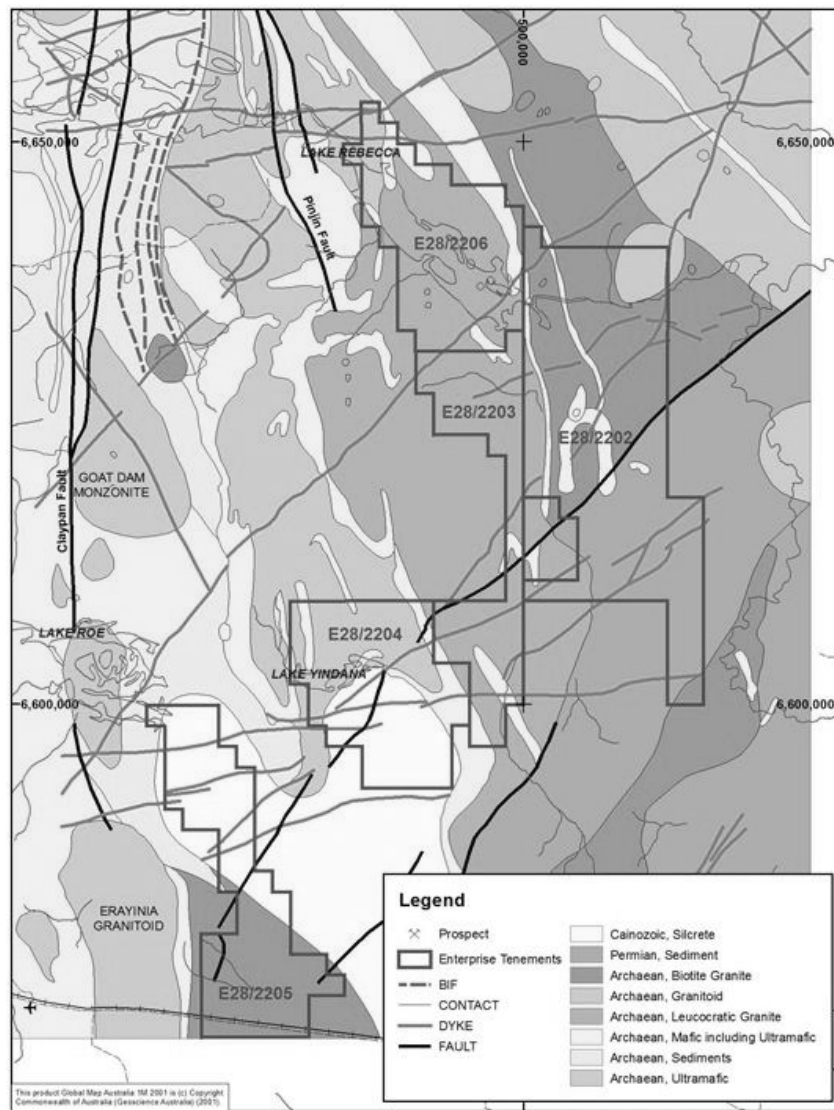 500,000
6,650,000
6,650,000
LAKE REBECCA
Pinjin Fault
E28/2206
E28/2203
E28/2202
GOAT DAM
MONZONITE
Claypan Fault
LAKE ROE
E28/2204
LAKE YINDANA
6,600,000
6,600,000
ERAYINIA
GRANITOID
E28/2205
Legend
Prospect
Enterprise Tenements
BIF
CONTACT
DYKE
FAULT
Cainozoic, Silcrete
Permian, Sediment
Archaean, Biotite Granite
Archaean, Granitoid
Archaean, Leucocratic Granite
Archaean, Mafic including Ultramafic
Archaean, Sediments
Archaean, Ultramafic
This product Global Map Australia 1M 2001 is (c) Copyright
Commonwealth of Australia (Geoscience Australia) (2001).